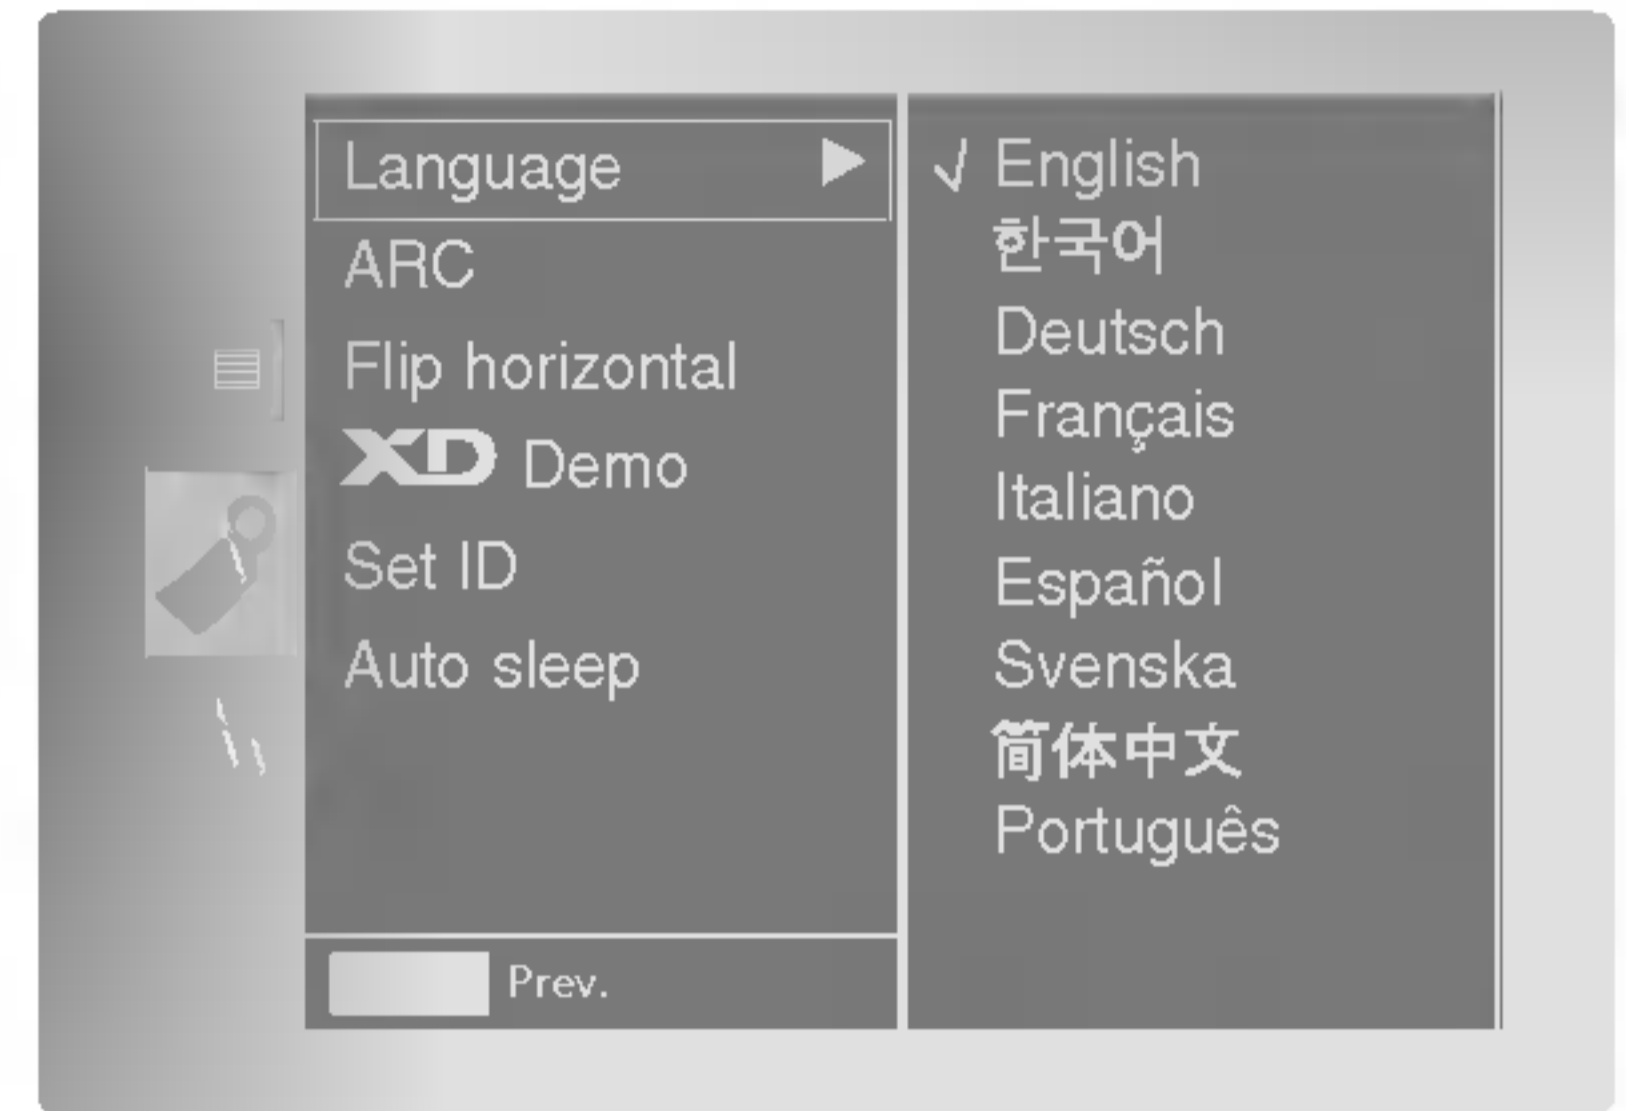 Language
ARC
Flip horizontal
XD Demo
Set ID
Auto sleep
Prev.
√ English
한국어
Deutsch
Français
Italiano
Español
Svenska
简体中文
Português